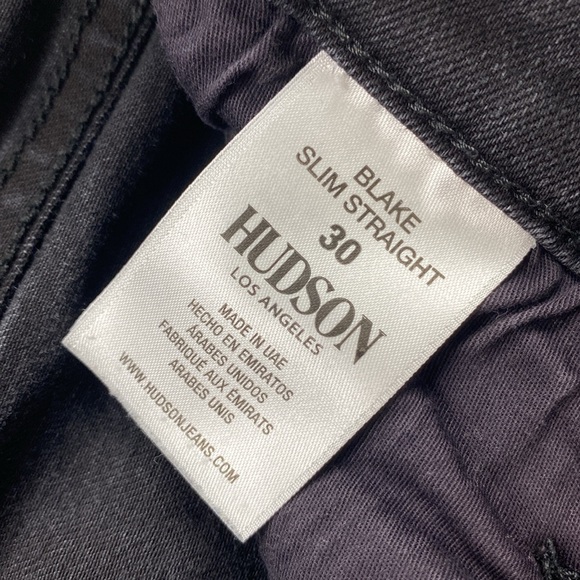 BLAKE
SLIM STRAIGHT
30
HUDSON
LOS ANGELES
MADE IN UAE
HECHO EN EMIRATOS
ÁRABES UNIDOS
FABRIQUÉ AUX ÉMIRATS
ARABES UNIS
WWW.HUDSONJEANS.COM